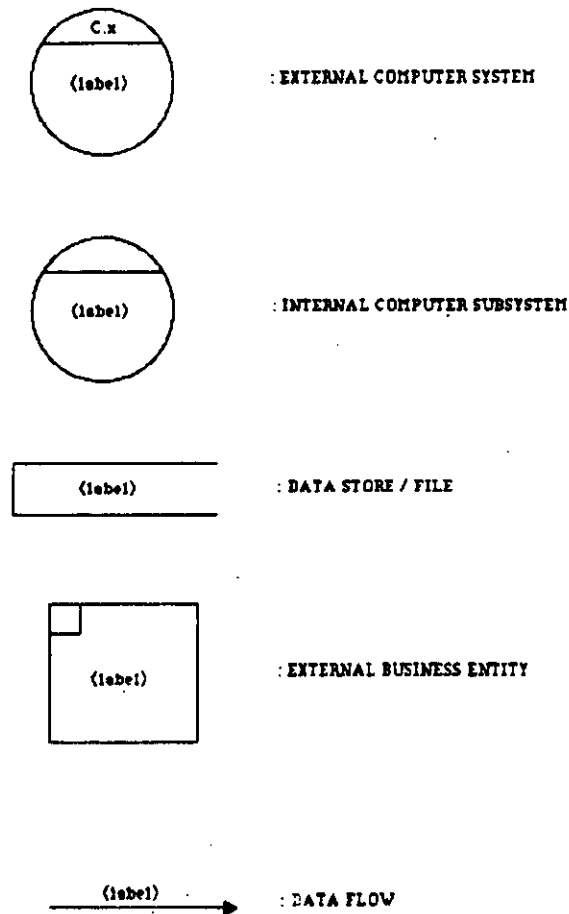 C.x
(label) : EXTERNAL COMPUTER SYSTEM
(label) : INTERNAL COMPUTER SUBSYSTEM
(label) : DATA STORE / FILE
(label) : EXTERNAL BUSINESS ENTITY
(label) : DATA FLOW